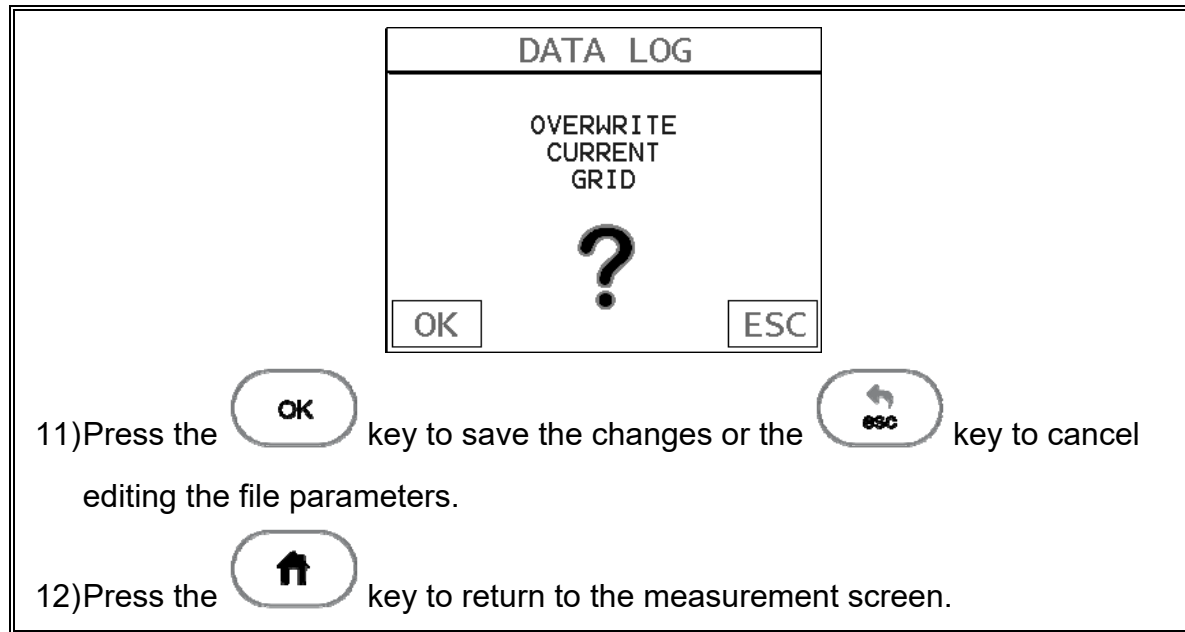 DATA LOG
OVERWRITE
CURRENT
GRID
?
OK ESC
11)Press the OK key to save the changes or the esc key to cancel
editing the file parameters.
12)Press the key to return to the measurement screen.